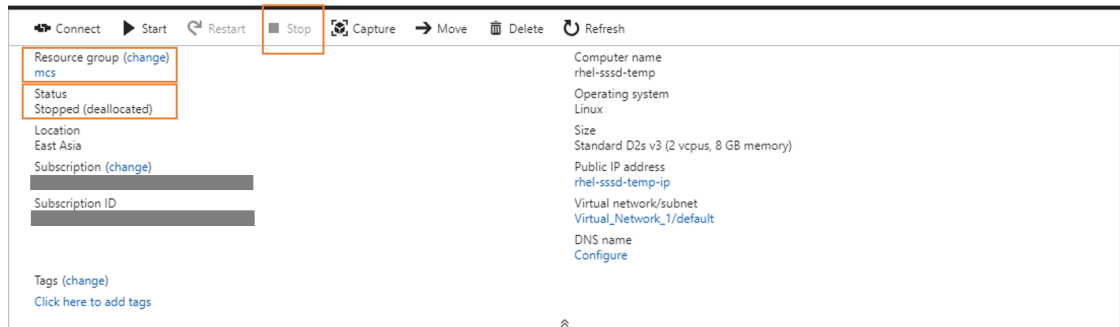 Connect Start Restart Stop Capture Move Delete Refresh
Resource group (change)
mcs
Status
Stopped (deallocated)
Location
East Asia
Subscription (change)
Subscription ID
Tags (change)
Click here to add tags
Computer name
rhel-sssd-temp
Operating system
Linux
Size
Standard D2s v3 (2 vcpus, 8 GB memory)
Public IP address
rhel-sssd-temp-ip
Virtual network/subnet
Virtual_Network_1/default
DNS name
Configure